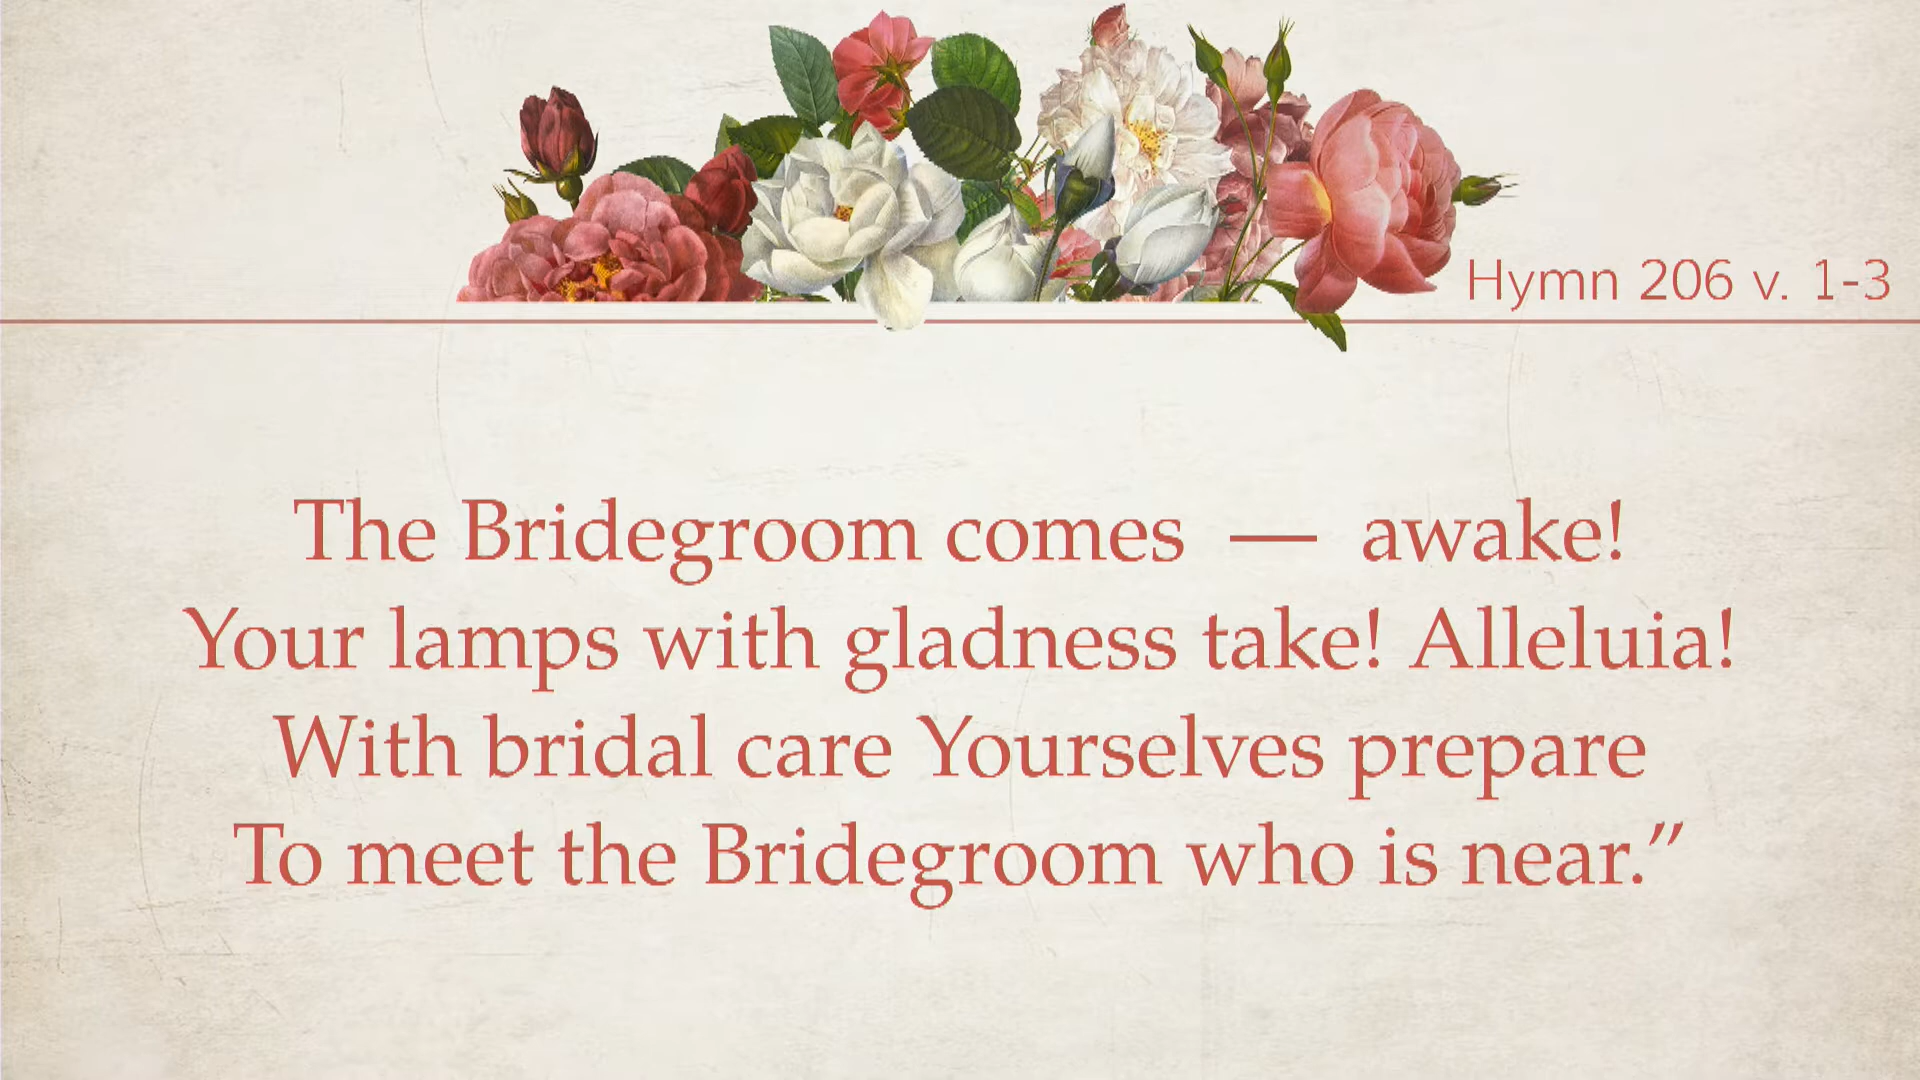 Hymn 206 v. 1-3
The Bridegroom comes — awake!
Your lamps with gladness take! Alleluia!
With bridal care Yourselves prepare
To meet the Bridegroom who is near.”